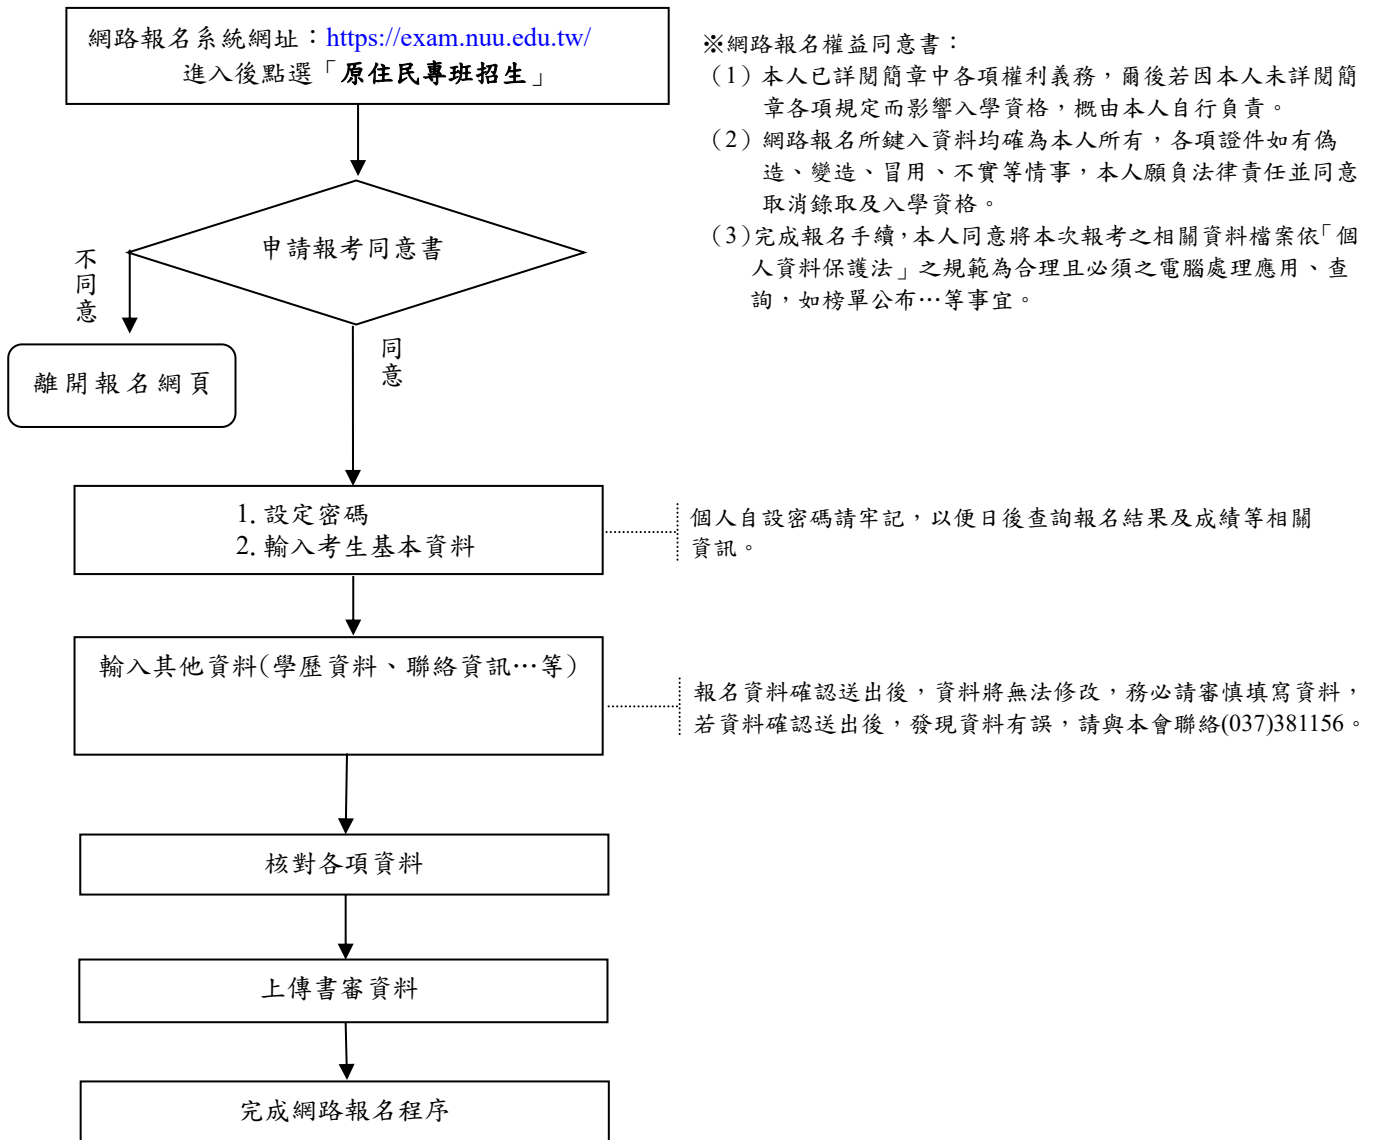 網路報名系統網址：https://exam.nuu.edu.tw/
進入後點選「原住民專班招生」
※網路報名權益同意書：
（1）本人已詳閱簡章中各項權利義務，爾後若因本人未詳閱簡
章各項規定而影響入學資格，概由本人自行負責。
（2）網路報名所鍵入資料均確為本人所有，各項證件如有偽
造、變造、冒用、不實等情事，本人願負法律責任並同意
取消錄取及入學資格。
（3）完成報名手續，本人同意將本次報考之相關資料檔案依「個
人資料保護法」之規範為合理且必須之電腦處理應用、查
詢，如榜單公布…等事宜。
申請報考同意書
不同意
離開報名網頁
同意
1. 設定密碼
2. 輸入考生基本資料
個人自設密碼請牢記，以便日後查詢報名結果及成績等相關
資訊。
輸入其他資料(學歷資料、聯絡資訊…等)
報名資料確認送出後，資料將無法修改，務必請審慎填寫資料，
若資料確認送出後，發現資料有誤，請與本會聯絡(037)381156。
核對各項資料
上傳書審資料
完成網路報名程序